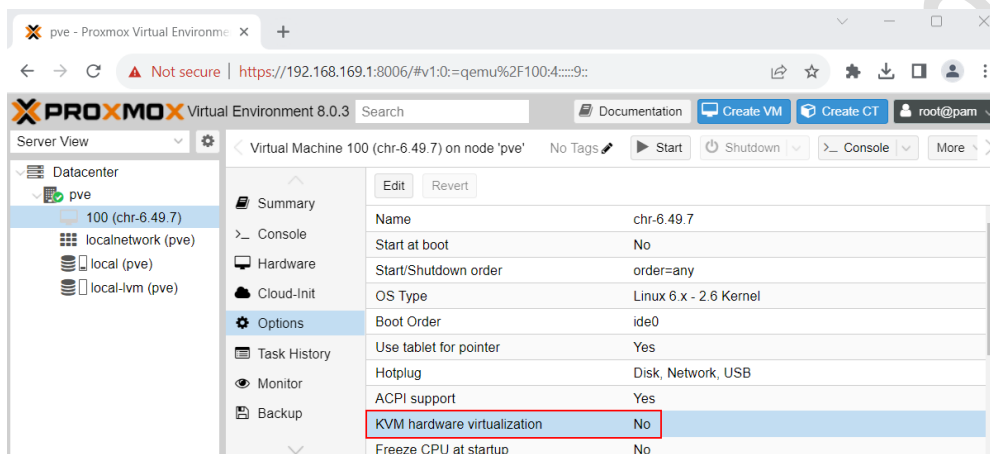 pve - Proxmox Virtual Environme
Not secure | https://192.168.169.1:8006/#v1:0:=qemu%2F100:4:::::9::
PROXMOX Virtual Environment 8.0.3 Search Documentation Create VM Create CT root@pam
Server View
Virtual Machine 100 (chr-6.49.7) on node 'pve' No Tags Start Shutdown Console More
Datacenter
pve
100 (chr-6.49.7)
localnetwork (pve)
local (pve)
local-lvm (pve)
Summary
Console
Hardware
Cloud-Init
Options
Task History
Monitor
Backup
Edit Revert
Name chr-6.49.7
Start at boot No
Start/Shutdown order order=any
OS Type Linux 6.x - 2.6 Kernel
Boot Order ide0
Use tablet for pointer Yes
Hotplug Disk, Network, USB
ACPI support Yes
KVM hardware virtualization No
Freeze CPU at startup No